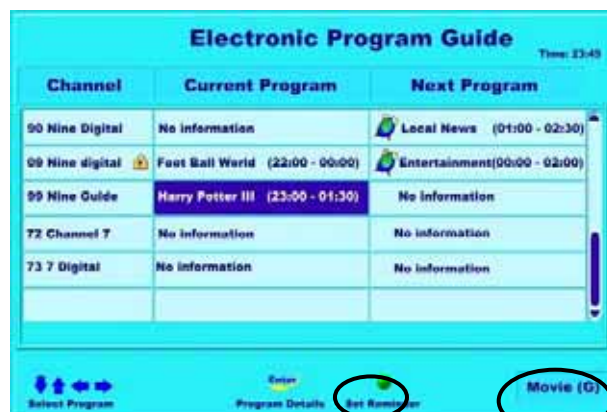 Electronic Program Guide
Time: 23:45
Channel Current Program Next Program
90 Nine Digital No information Local News (01:00 - 02:30)
09 Nine digital Foot Ball World (22:00 - 00:00) Entertainment(00:00 - 02:00)
99 Nine Guide Harry Potter III (23:00 - 01:30) No information
72 Channel 7 No information No information
73 7 Digital No information No information
Enter
Select Program Program Details Set Reminder Movie (G)